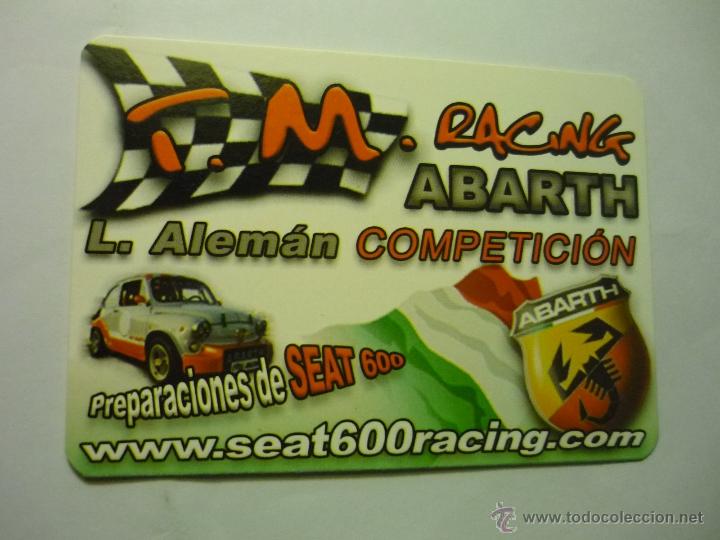 T.M. RACING
ABARTH
L. Alemán COMPETICIÓN
ABARTH
Preparaciones de SEAT 600
www.seat600racing.com
www.todocoleccion.net